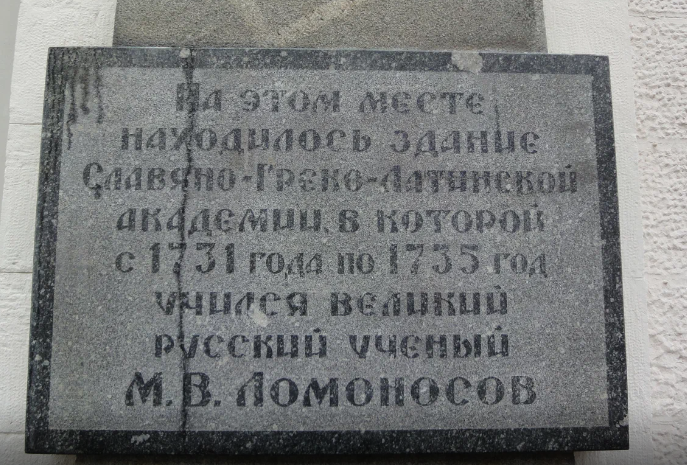 На этом месте
находилось здание
Славяно-Греко-Латинской
академии, в которой
с 1731 года по 1735 год
учился великий
русский ученый
М. В. Ломоносов